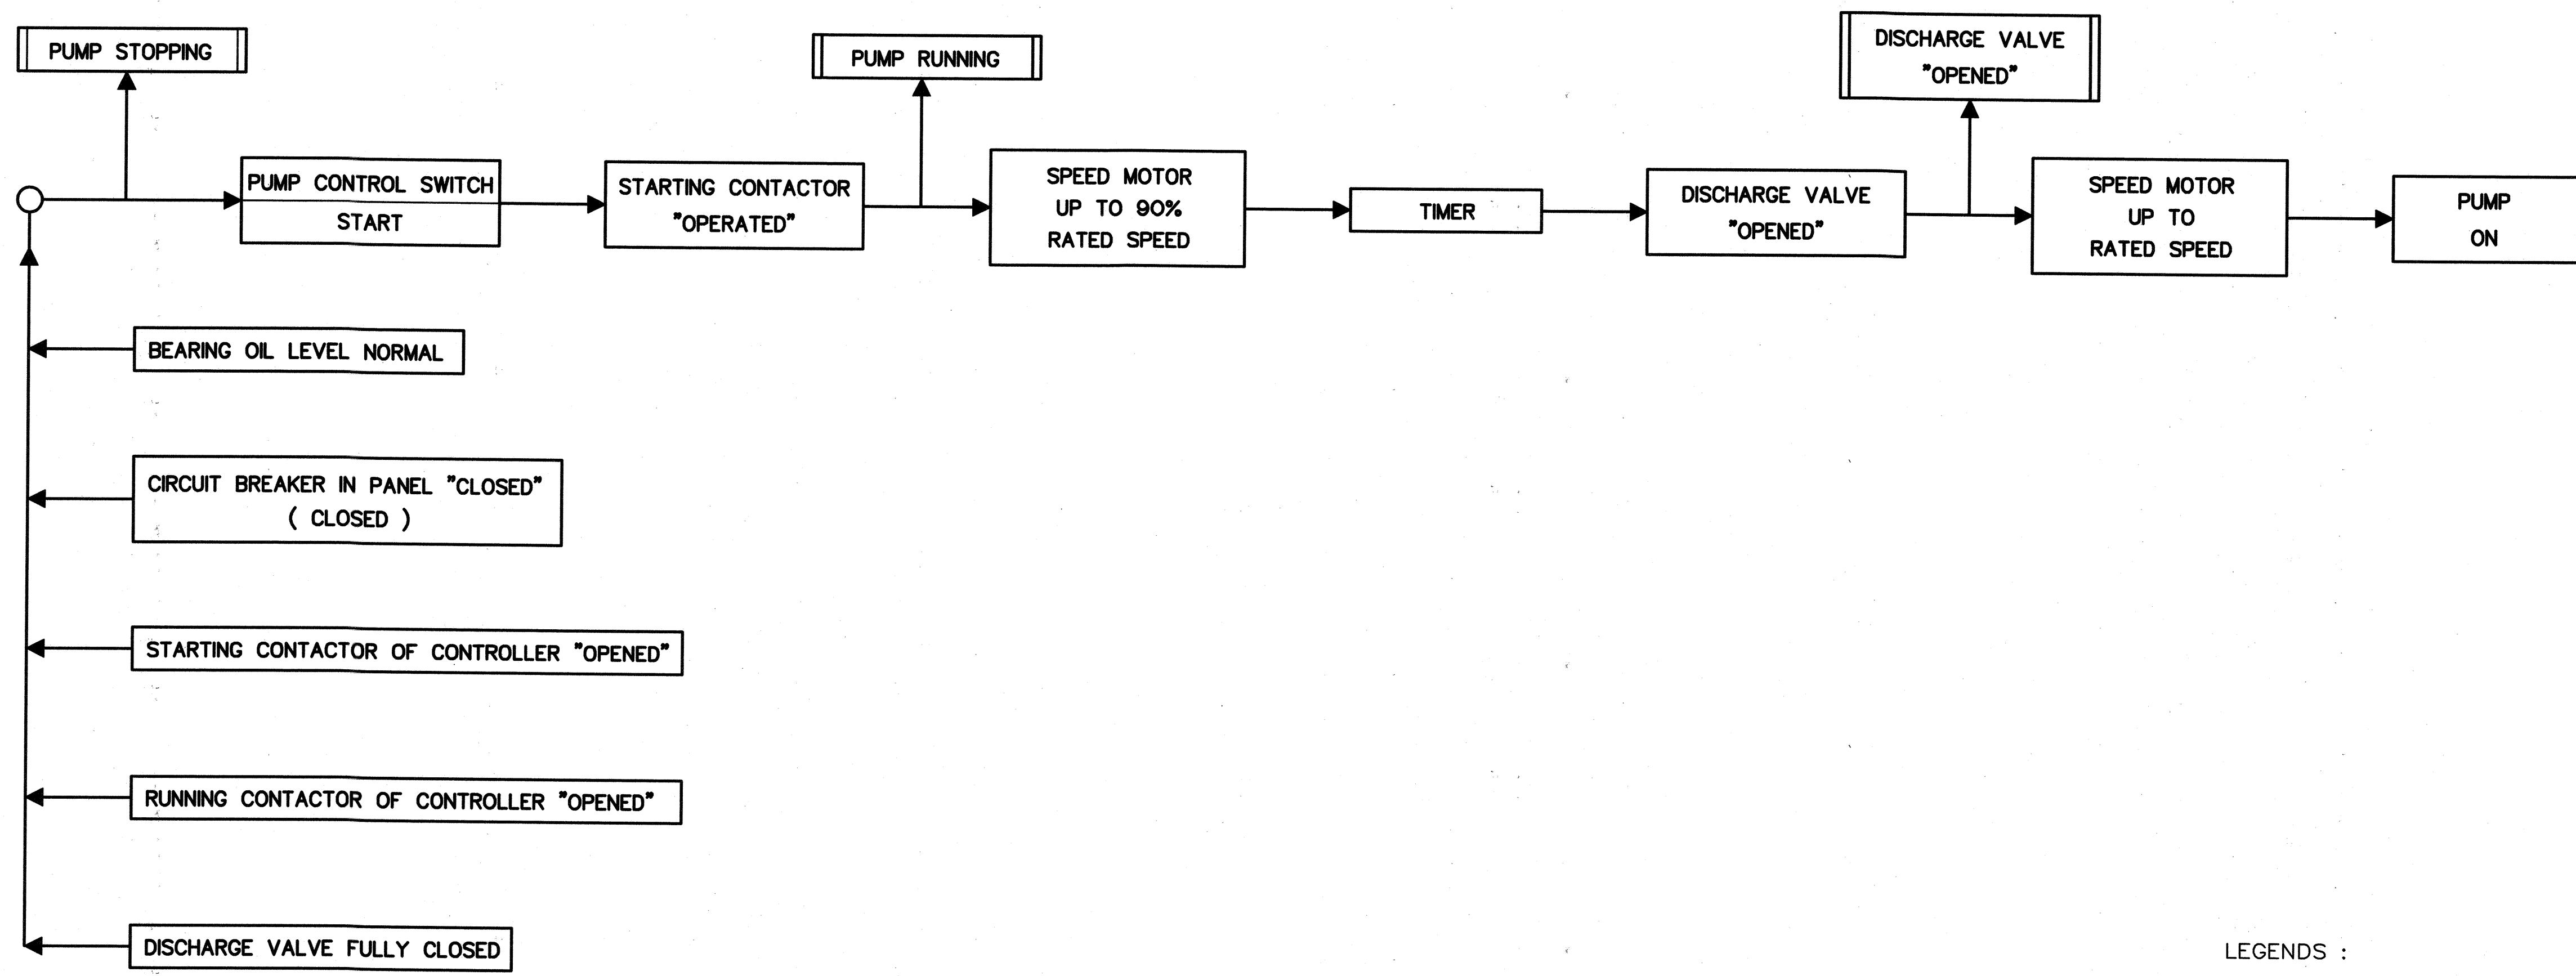 PUMP STOPPING
PUMP RUNNING
DISCHARGE VALVE
"OPENED"
PUMP CONTROL SWITCH
START
STARTING CONTACTOR
"OPERATED"
SPEED MOTOR
UP TO 90%
RATED SPEED
TIMER
DISCHARGE VALVE
"OPENED"
SPEED MOTOR
UP TO
RATED SPEED
PUMP
ON
BEARING OIL LEVEL NORMAL
CIRCUIT BREAKER IN PANEL "CLOSED"
( CLOSED )
STARTING CONTACTOR OF CONTROLLER "OPENED"
RUNNING CONTACTOR OF CONTROLLER "OPENED"
DISCHARGE VALVE FULLY CLOSED
LEGENDS :